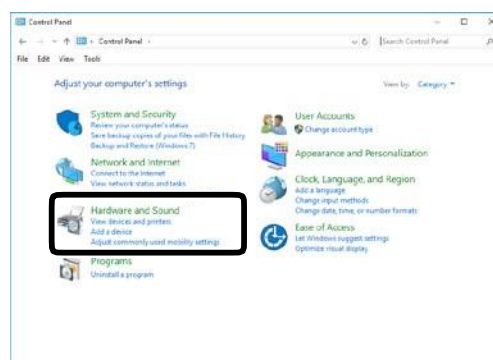 Control Panel
Control Panel
Search Control Panel
File Edit View Tools
Adjust your computer's settings
View by: Category
System and Security
Review your computer's status
Save backup copies of your files with File History
Backup and Restore (Windows 7)
Network and Internet
Connect to the Internet
View network status and tasks
Hardware and Sound
View devices and printers
Add a device
Adjust commonly used mobility settings
Programs
Uninstall a program
User Accounts
Change account type
Appearance and Personalization
Clock, Language, and Region
Add a language
Change input methods
Change date, time, or number formats
Ease of Access
Let Windows suggest settings
Optimize visual display